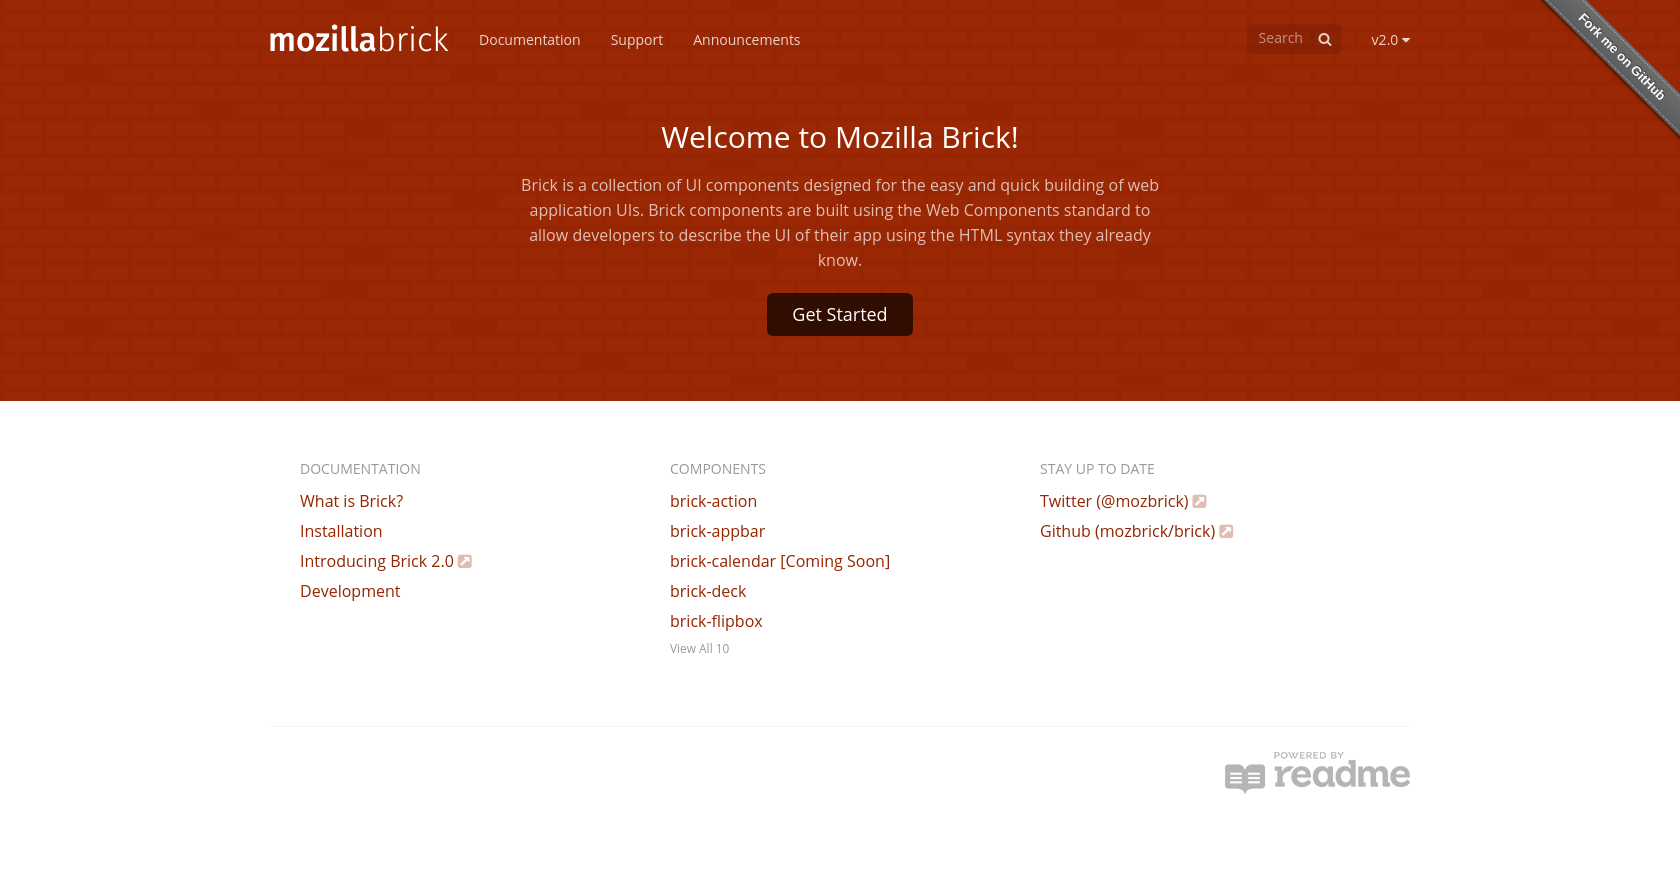 mozillabrick
Documentation
Support
Announcements
Search
v2.0
Fork me on GitHub
Welcome to Mozilla Brick!
Brick is a collection of UI components designed for the easy and quick building of web
application UIs. Brick components are built using the Web Components standard to
allow developers to describe the UI of their app using the HTML syntax they already
know.
Get Started
DOCUMENTATION
What is Brick?
Installation
Introducing Brick 2.0
Development
COMPONENTS
brick-action
brick-appbar
brick-calendar [Coming Soon]
brick-deck
brick-flipbox
View All 10
STAY UP TO DATE
Twitter (@mozbrick)
Github (mozbrick/brick)
POWERED BY
readme